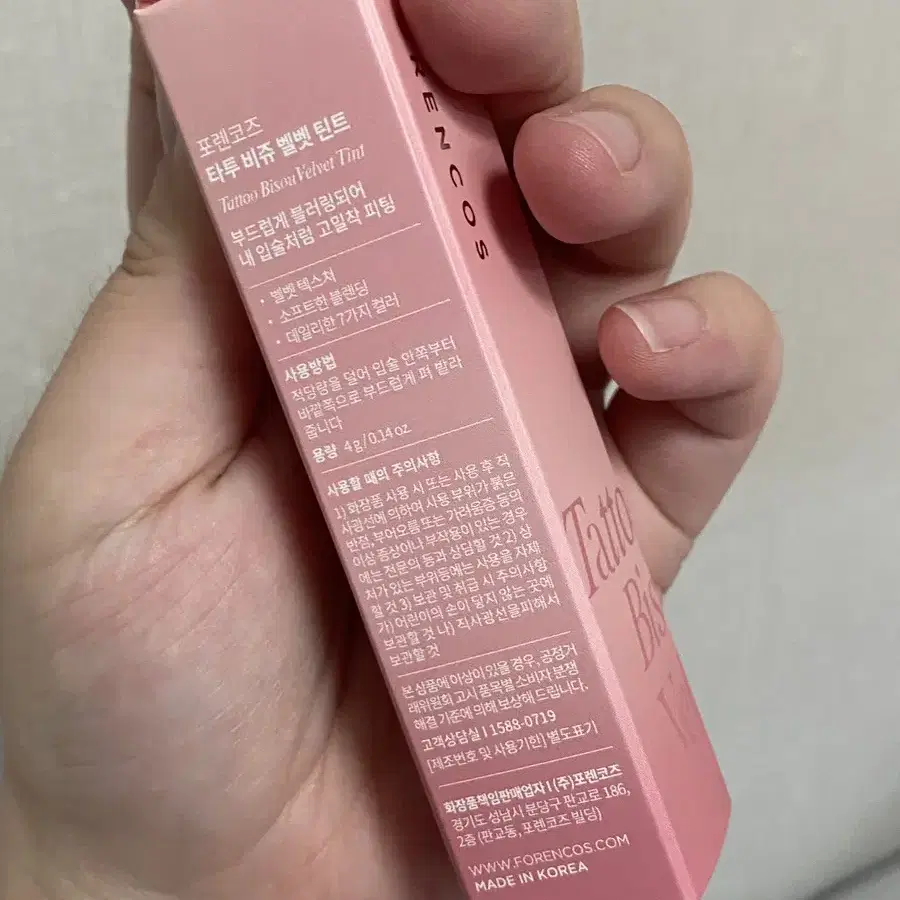 포렌코즈
타투 비쥬 벨벳 틴트
Tattoo Bisou Velvet Tint
부드럽게 블러링되어
내 입술처럼 고밀착 피팅
• 벨벳 텍스처
• 소프트한 블렌딩
• 데일리한 7가지 컬러
사용방법
적당량을 덜어 입술 안쪽부터
바깥쪽으로 부드럽게 펴 발라
줍니다
용량 4g / 0.14 oz
사용할 때의 주의사항
1) 화장품 사용 시 또는 사용 후 직
사광선에 의하여 사용 부위가 붉은
반점, 부어오름 또는 가려움증 등의
이상 증상이나 부작용이 있는 경우
에는 전문의 등과 상담할 것 2) 상
처가 있는 부위등에는 사용을 자제
할 것 3) 보관 및 취급 시 주의사항
가) 어린이의 손이 닿지 않는 곳에
보관할 것 나) 직사광선을피해서
보관할 것
본 상품에 이상이 있을 경우, 공정거
래위원회 고시 품목별 소비자 분쟁
해결 기준에 의해 보상해 드립니다.
고객상담실 I 1588-0719
[제조번호 및 사용기한] 별도표기
화장품책임판매업자 I (주)포렌코즈
경기도 성남시 분당구 판교로 186,
2층 (판교동, 포렌코즈 빌딩)
WWW.FORENCOS.COM
MADE IN KOREA
RENCOS
Tatto
Bis
Ve